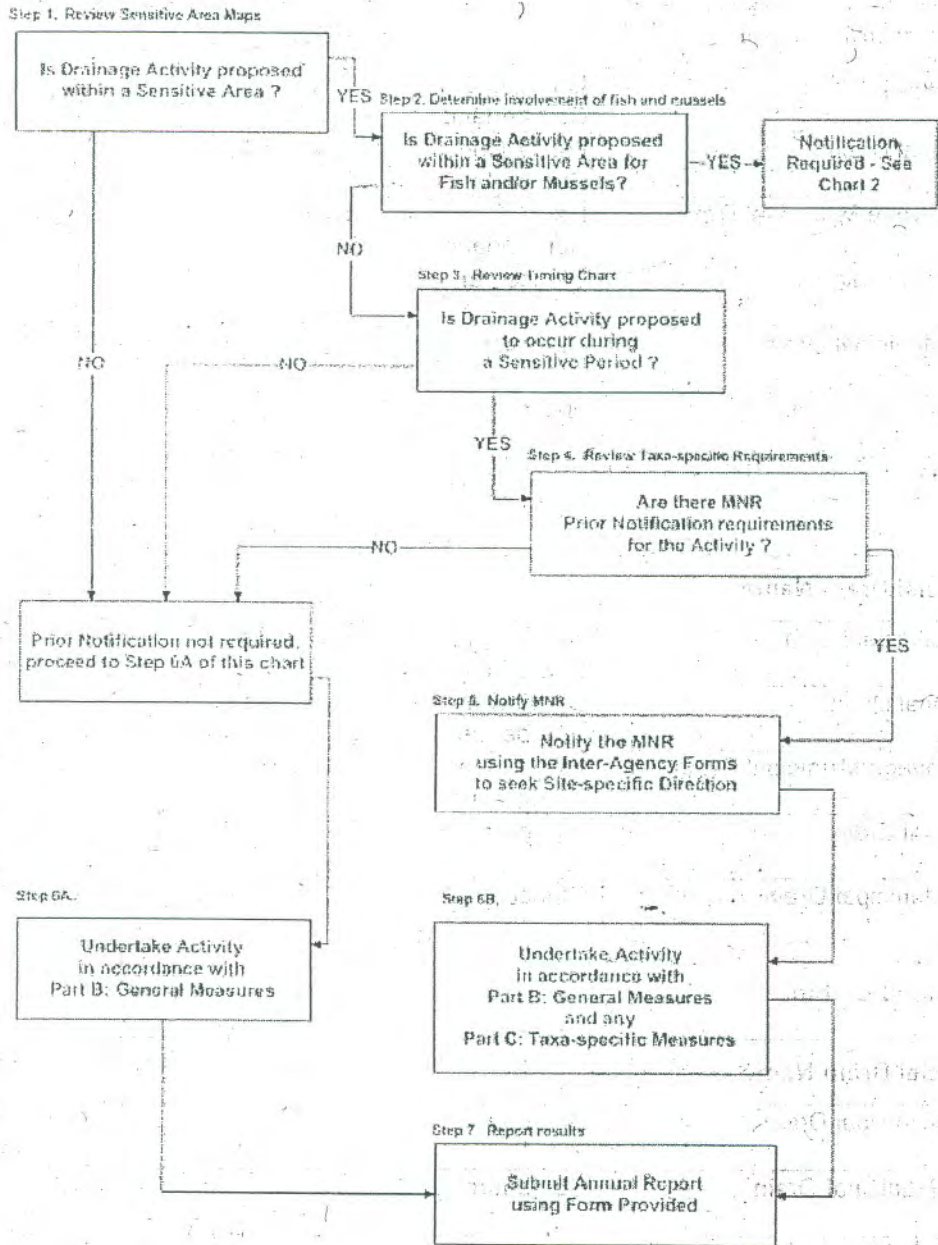 Step 1. Review Sensitive Area Maps
Is Drainage Activity proposed
within a Sensitive Area ?
YES
Step 2. Determine involvement of fish and mussels
Is Drainage Activity proposed
within a Sensitive Area for
Fish and/or Mussels?
YES
Notification
Required - See
Chart 2
NO
Step 3. Review Timing Chart
Is Drainage Activity proposed
to occur during
a Sensitive Period ?
NO
NO
YES
Step 4. Review Taxa-specific Requirements
Are there MNR
Prior Notification requirements
for the Activity ?
NO
YES
Prior Notification not required,
proceed to Step 6A of this chart
Step 5. Notify MNR
Notify the MNR
using the Inter-Agency Forms
to seek Site-specific Direction
Step 6A.
Undertake Activity
in accordance with
Part B: General Measures
Step 6B.
Undertake Activity
in accordance with
Part B: General Measures
and any
Part C: Taxa-specific Measures
Step 7 Report results
Submit Annual Report
using Form Provided